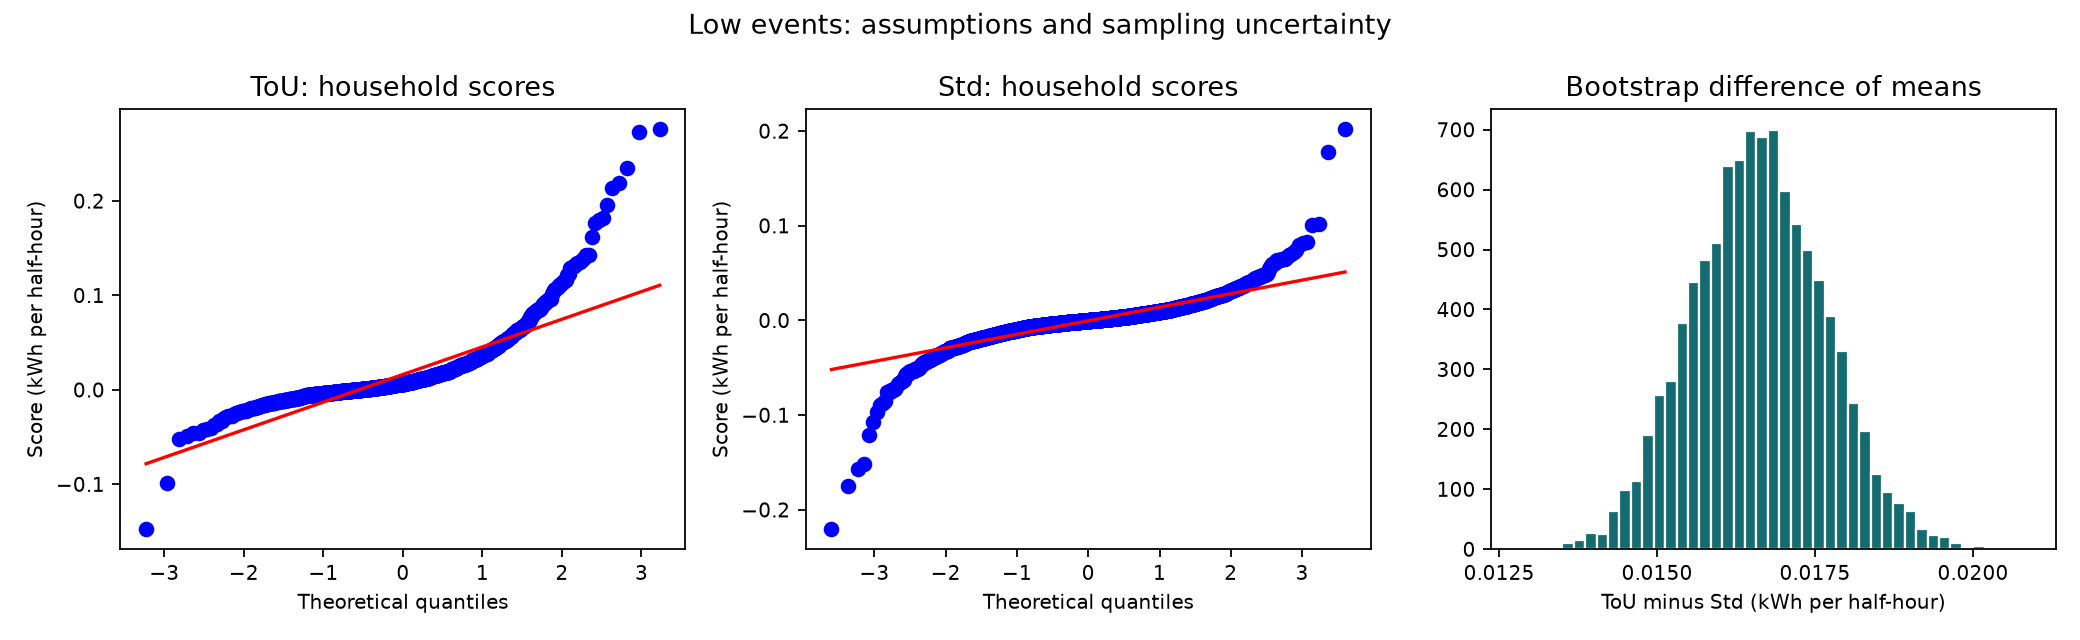 Low events: assumptions and sampling uncertainty
ToU: household scores
Score (kWh per half-hour)
0.2
0.1
0.0
−0.1
−3 −2 −1 0 1 2 3
Theoretical quantiles
Std: household scores
Score (kWh per half-hour)
0.2
0.1
0.0
−0.1
−0.2
−3 −2 −1 0 1 2 3
Theoretical quantiles
Bootstrap difference of means
700
600
500
400
300
200
100
0
0.0125 0.0150 0.0175 0.0200
ToU minus Std (kWh per half-hour)